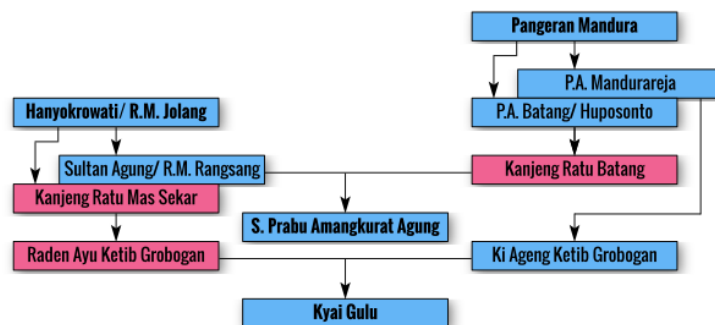 Pangeran Mandura
P.A. Mandurareja
Hanyokrowati/ R.M. Jolang
P.A. Batang/ Huposonto
Sultan Agung/ R.M. Rangsang
Kanjeng Ratu Batang
Kanjeng Ratu Mas Sekar
S. Prabu Amangkurat Agung
Raden Ayu Ketib Grobogan
Ki Ageng Ketib Grobogan
Kyai Gulu